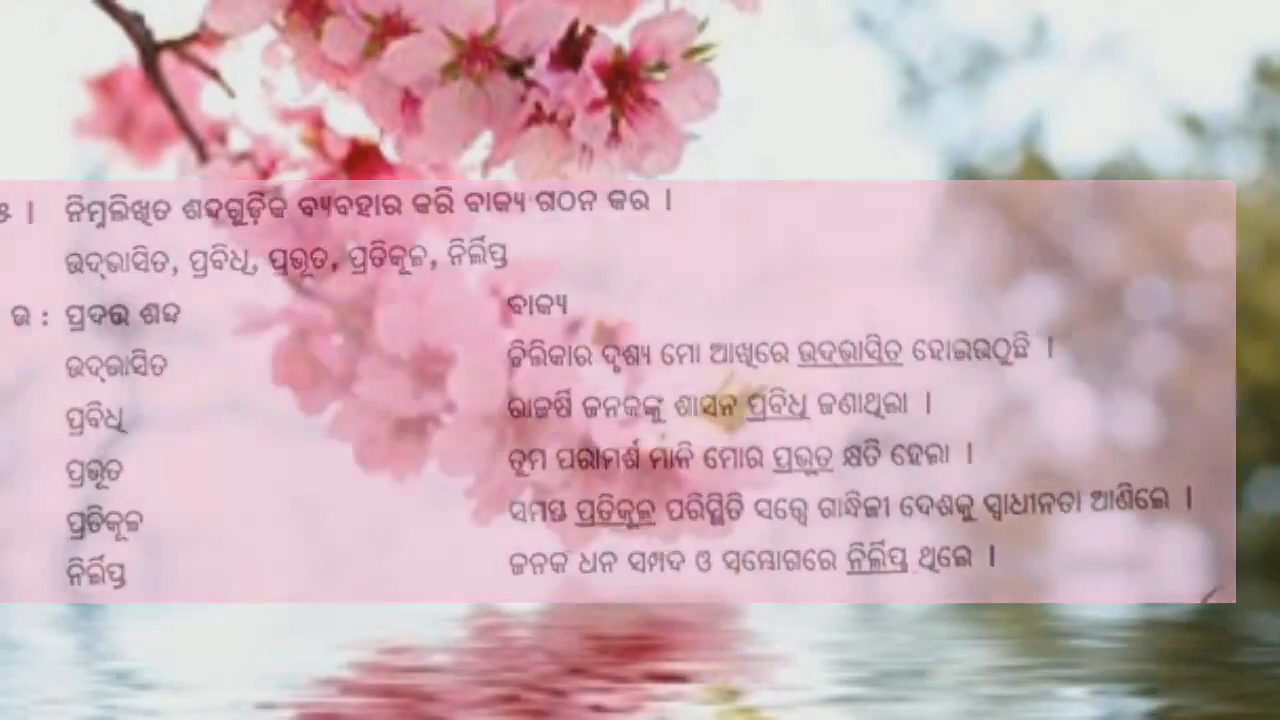 ୫ । ନିମ୍ନଲିଖିତ ଶବ୍ଦଗୁଡ଼ିକ ବ୍ୟବହାର କରି ବାକ୍ୟ ଗଠନ କର ।
ଉଦ୍‌ଭାସିତ, ପ୍ରବିଧି, ପ୍ରଭୂତ, ପ୍ରତିକୂଳ, ନିର୍ଲିପ୍ତ
ଉ : ପ୍ରଦତ୍ତ ଶବ୍ଦ ବାକ୍ୟ
ଉଦ୍‌ଭାସିତ ଚିଲିକାର ଦୃଶ୍ୟ ମୋ ଆଖିରେ ଉଦ୍‌ଭାସିତ ହୋଇଉଠୁଛି ।
ପ୍ରବିଧି ରାଜର୍ଷି ଜନକଙ୍କୁ ଶାସନ ପ୍ରବିଧି ଜଣାଥିଲା ।
ପ୍ରଭୂତ ତୁମ ପରାମର୍ଶ ମାନି ମୋର ପ୍ରଭୂତ କ୍ଷତି ହେଲା ।
ପ୍ରତିକୂଳ ସମସ୍ତ ପ୍ରତିକୂଳ ପରିସ୍ଥିତି ସତ୍ତ୍ୱେ ଗାନ୍ଧିଜୀ ଦେଶକୁ ସ୍ୱାଧୀନତା ଆଣିଲେ ।
ନିର୍ଲିପ୍ତ ଜନକ ଧନ ସମ୍ପଦ ଓ ସମ୍ଭୋଗରେ ନିର୍ଲିପ୍ତ ଥିଲେ ।